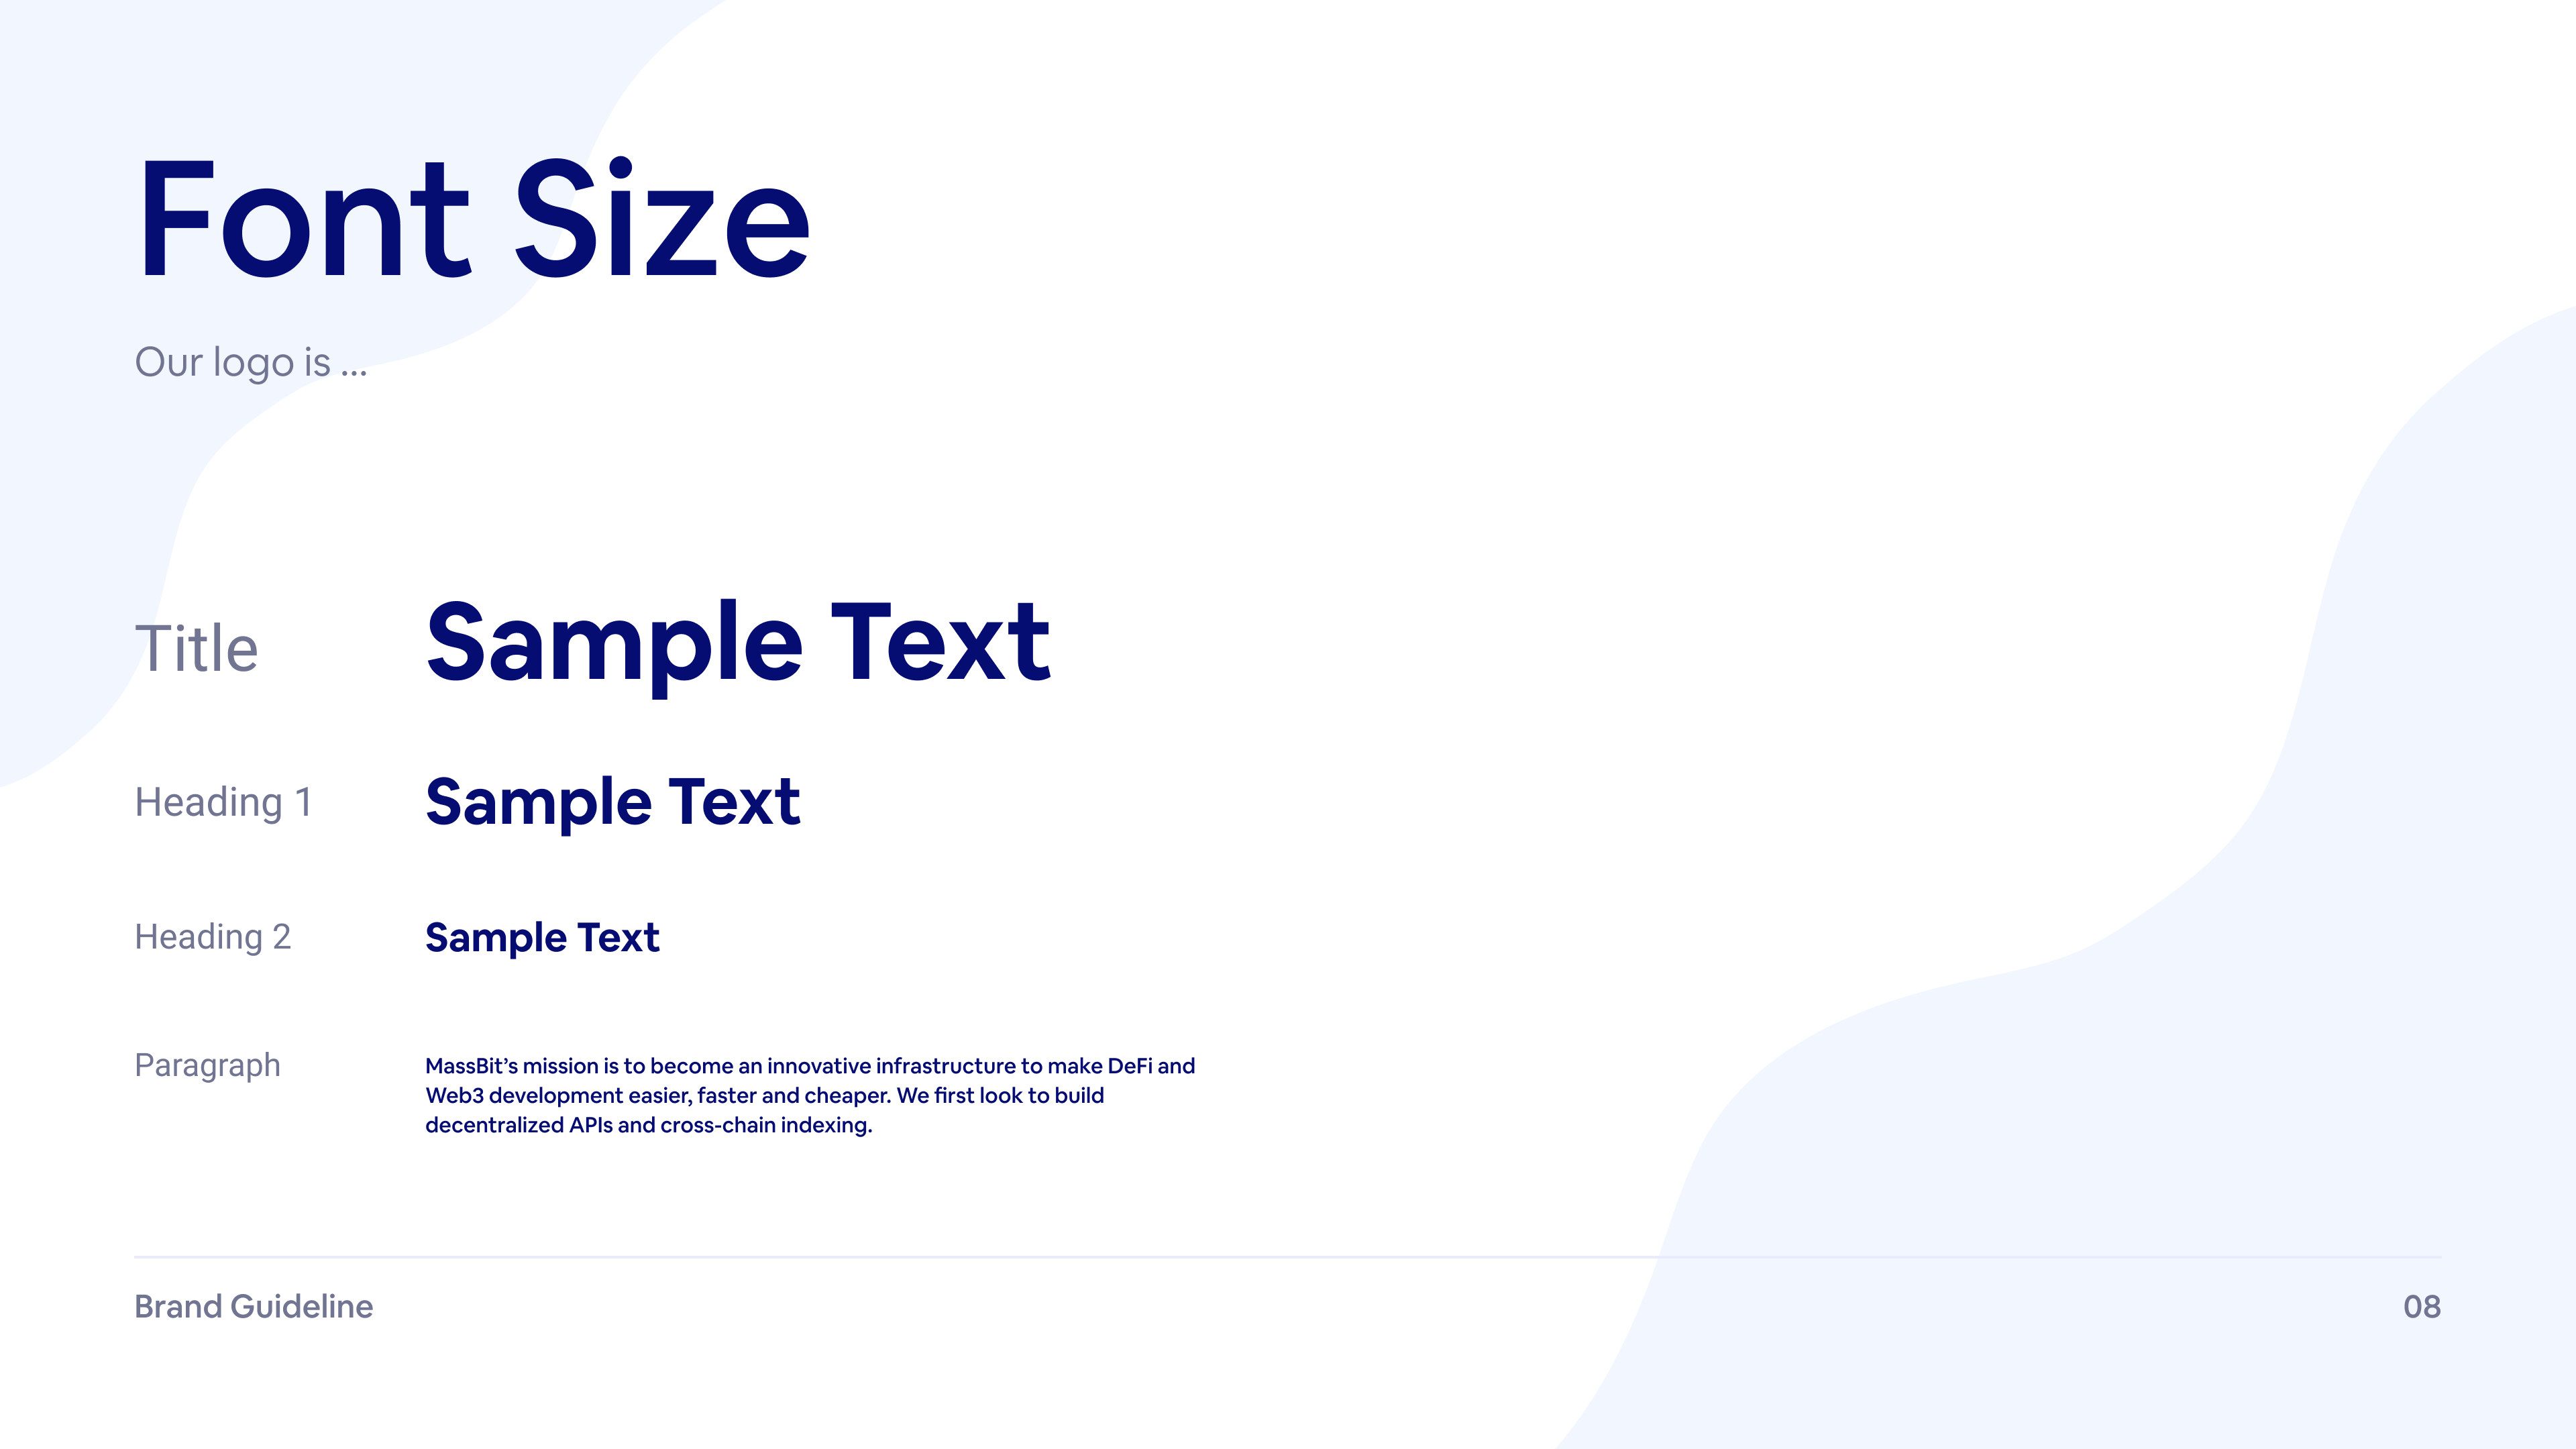 Font Size
Our logo is ...
Title
Sample Text
Heading 1
Sample Text
Heading 2
Sample Text
Paragraph
MassBit’s mission is to become an innovative infrastructure to make DeFi and
Web3 development easier, faster and cheaper. We first look to build
decentralized APIs and cross-chain indexing.
Brand Guideline
08